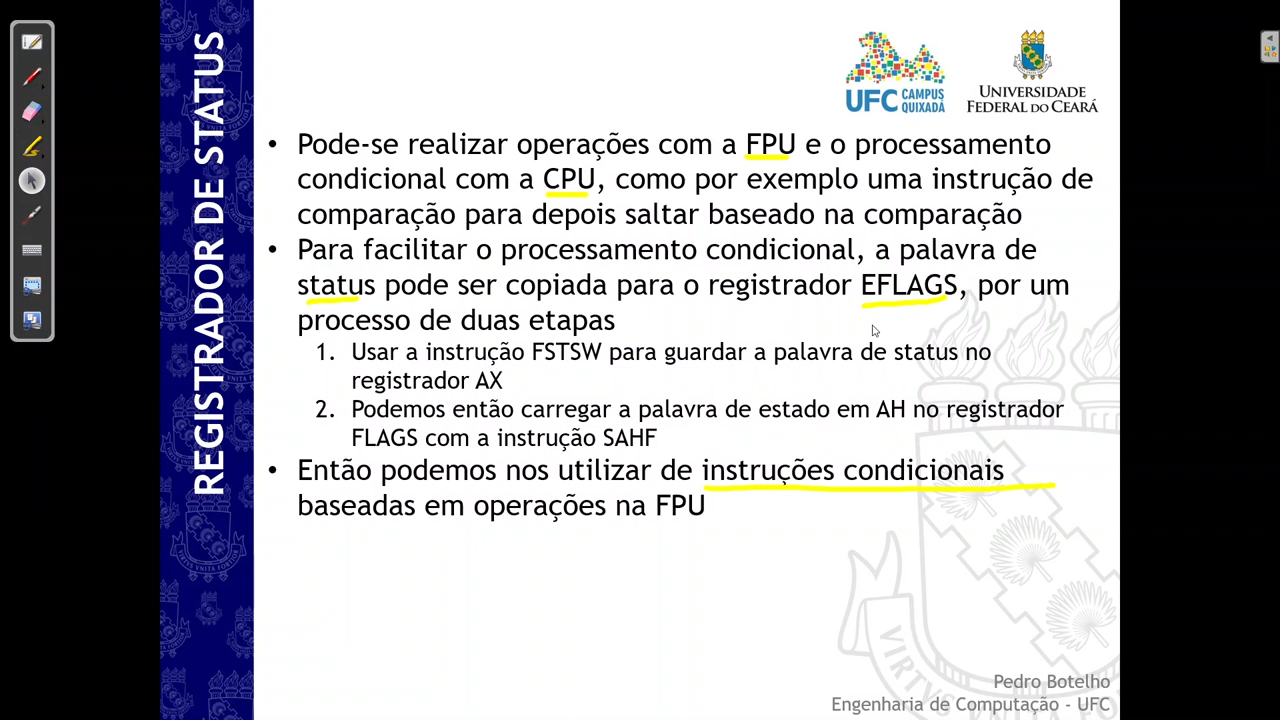 REGISTRADOR DE STATUS
UFC CAMPUS QUIXADÁ
UNIVERSIDADE
FEDERAL DO CEARÁ
• Pode-se realizar operações com a FPU e o processamento
condicional com a CPU, como por exemplo uma instrução de
comparação para depois saltar baseado na comparação
• Para facilitar o processamento condicional, a palavra de
status pode ser copiada para o registrador EFLAGS, por um
processo de duas etapas
1. Usar a instrução FSTSW para guardar a palavra de status no
registrador AX
2. Podemos então carregar a palavra de estado em AH no registrador
FLAGS com a instrução SAHF
• Então podemos nos utilizar de instruções condicionais
baseadas em operações na FPU
Pedro Botelho
Engenharia de Computação - UFC